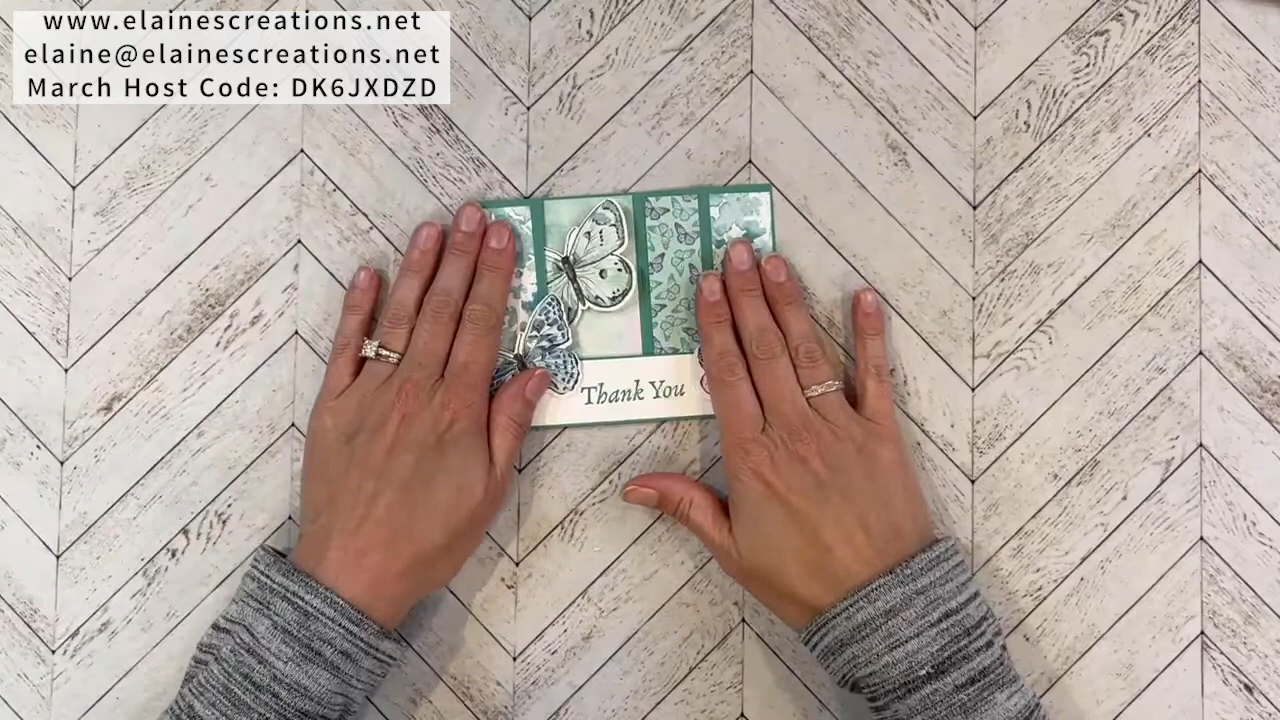 www.elainescreations.net
elaine@elainescreations.net
March Host Code: DK6JXDZD
Thank You